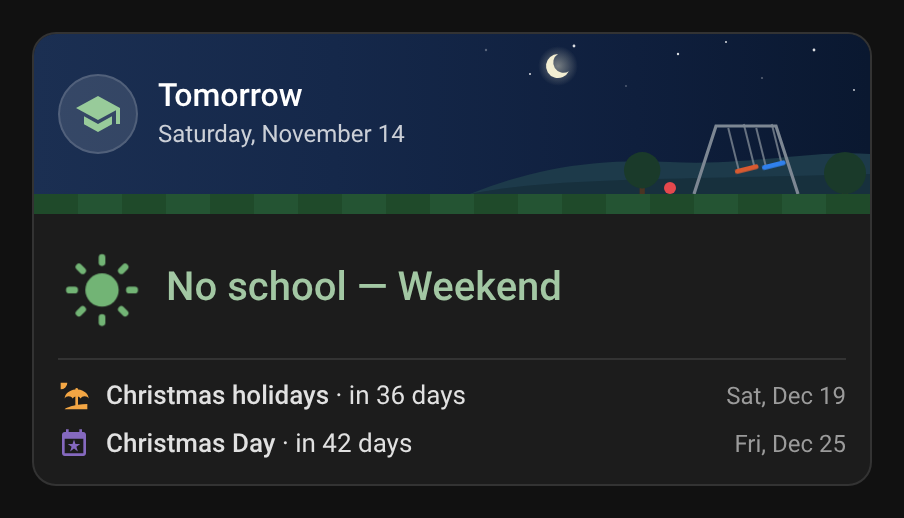 Tomorrow
Saturday, November 14
No school — Weekend
Christmas holidays · in 36 days Sat, Dec 19
Christmas Day · in 42 days Fri, Dec 25